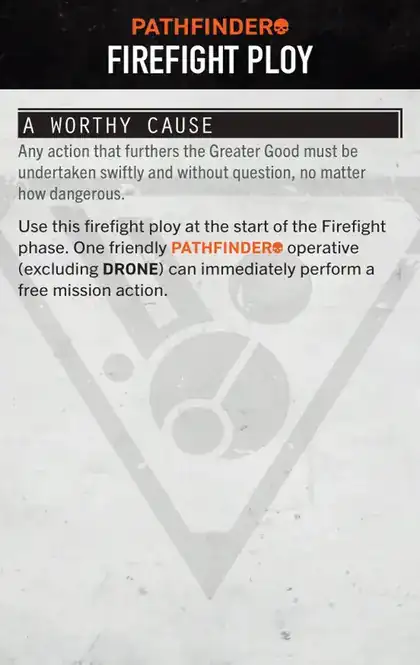 PATHFINDER
FIREFIGHT PLOY
A WORTHY CAUSE
Any action that furthers the Greater Good must be
undertaken swiftly and without question, no matter
how dangerous.
Use this firefight ploy at the start of the Firefight
phase. One friendly PATHFINDER operative
(excluding DRONE) can immediately perform a
free mission action.